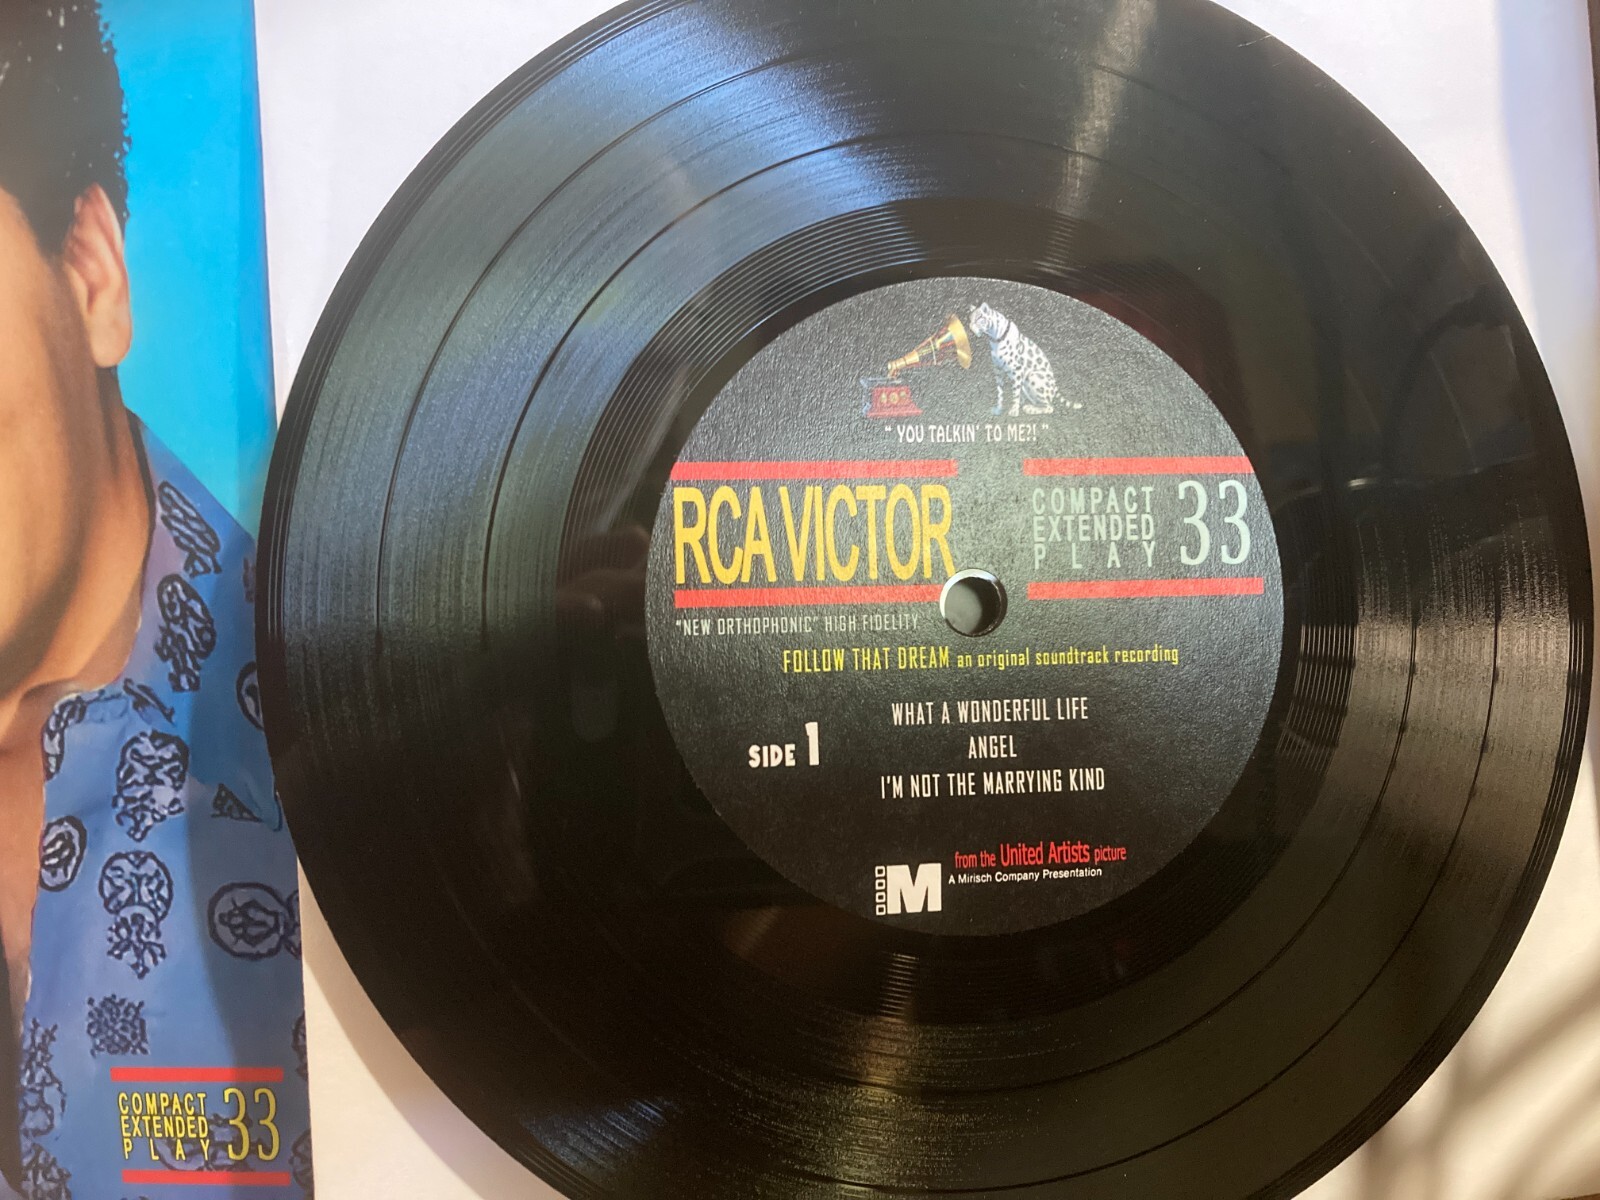 " YOU TALKIN' TO ME?! "
RCA VICTOR
COMPACT
EXTENDED
PLAY
33
"NEW ORTHOPHONIC" HIGH FIDELITY
FOLLOW THAT DREAM an original soundtrack recording
SIDE 1
WHAT A WONDERFUL LIFE
ANGEL
I'M NOT THE MARRYING KIND
M
from the United Artists picture
A Mirisch Company Presentation
COMPACT
EXTENDED
PLAY
33